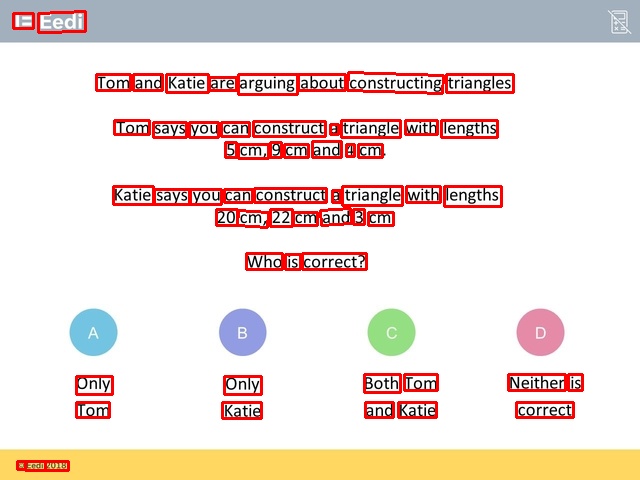 Eedi
Tom and Katie are arguing about constructing triangles
Tom says you can construct a triangle with lengths
5 cm, 9 cm and 4 cm.
Katie says you can construct a triangle with lengths
20 cm, 22 cm and 3 cm
Who is correct?
A
B
C
D
Only
Tom
Only
Katie
Both Tom
and Katie
Neither is
correct
© Eedi 2018